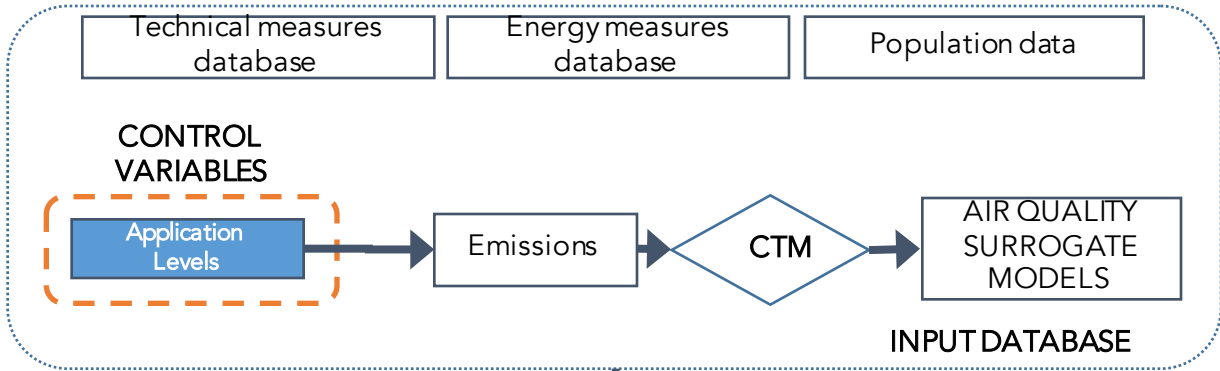 Technical measures
database
Energy measures
database
Population data
CONTROL
VARIABLES
Application
Levels
Emissions
CTM
AIR QUALITY
SURROGATE
MODELS
INPUT DATABASE